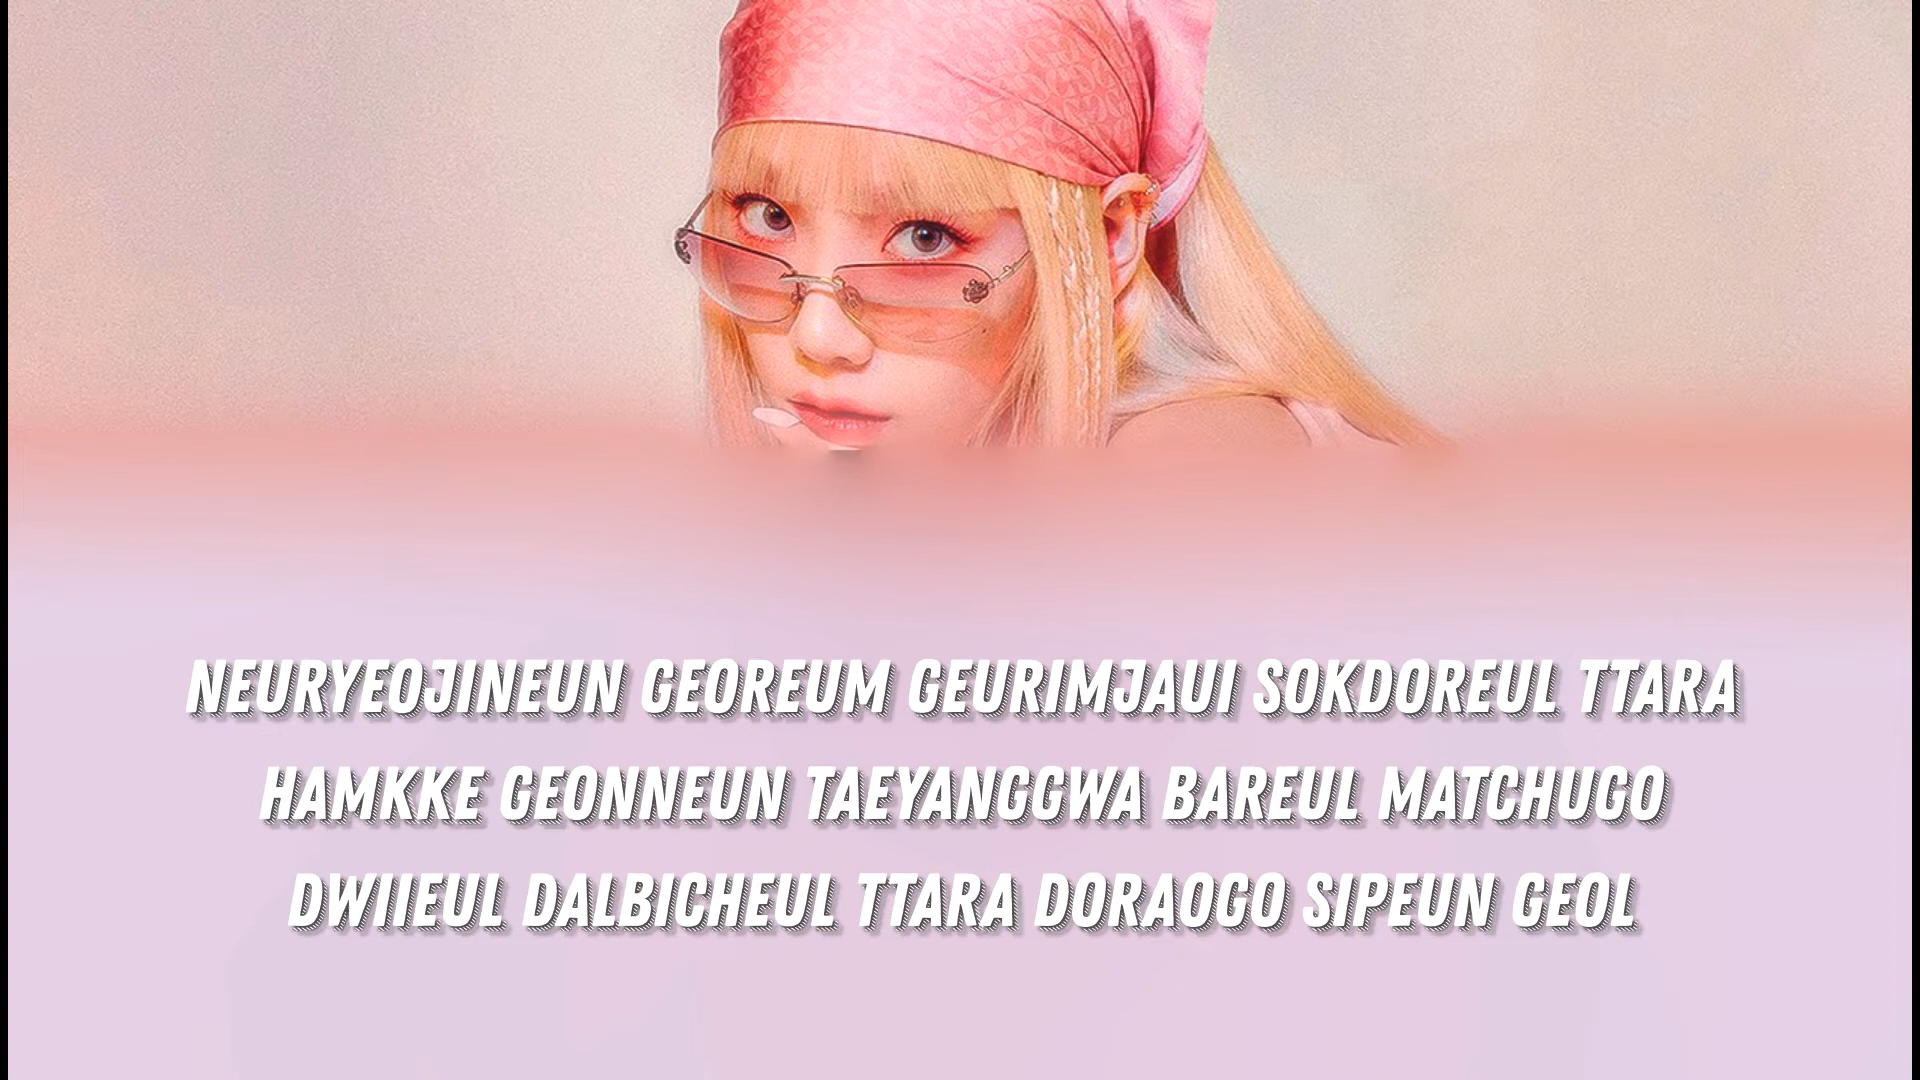 NEURYEOJINEUN GEOREUM GEURIMJAUI SOKDOREUL TTARA
HAMKKE GEONNEUN TAEYANGGWA BAREUL MATCHUGO
DWIIEUL DALBICHEUL TTARA DORAOGO SIPEUN GEOL